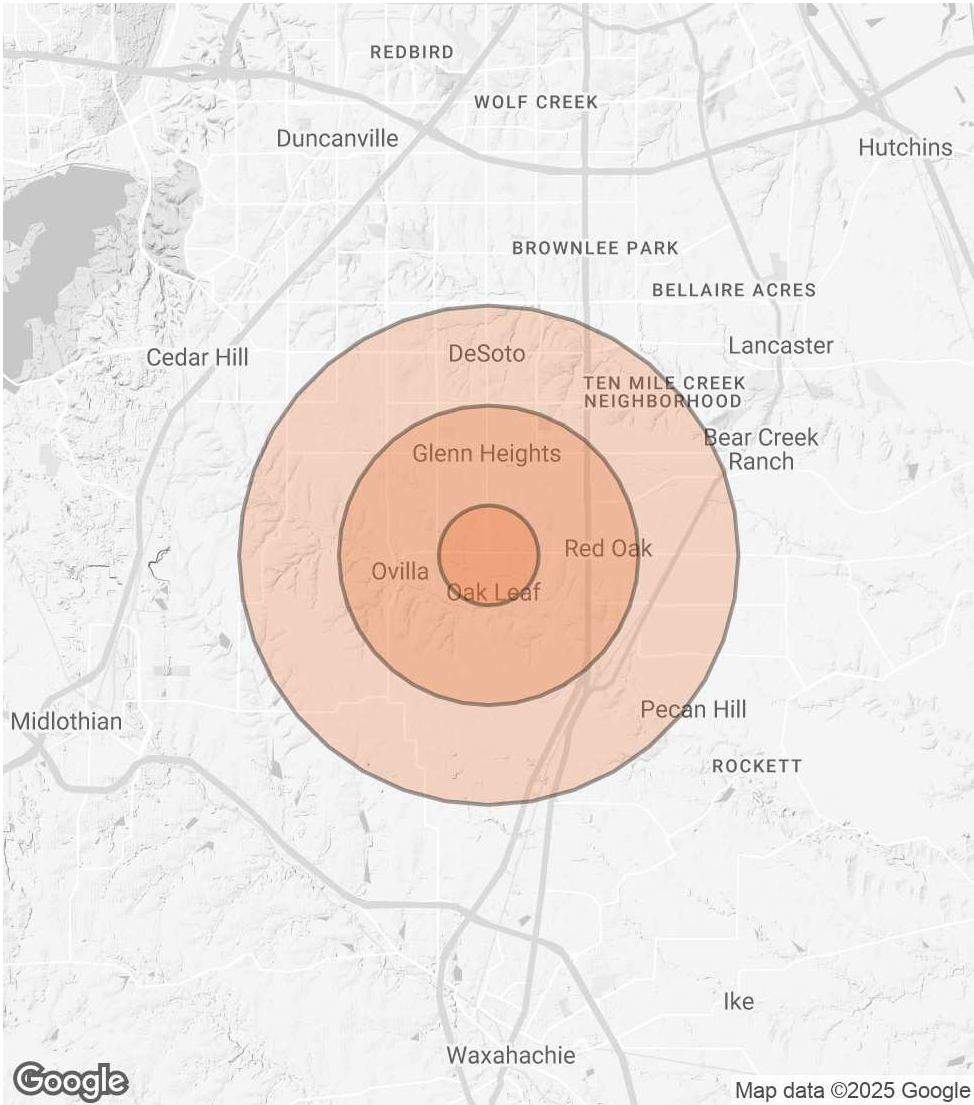 REDBIRD
WOLF CREEK
Duncanville
Hutchins
BROWNLEE PARK
BELLAIRE ACRES
Lancaster
DeSoto
Cedar Hill
TEN MILE CREEK
NEIGHBORHOOD
Bear Creek
Ranch
Glenn Heights
Red Oak
Ovilla
Oak Leaf
Pecan Hill
Midlothian
ROCKETT
Ike
Waxahachie
Google
Map data ©2025 Google